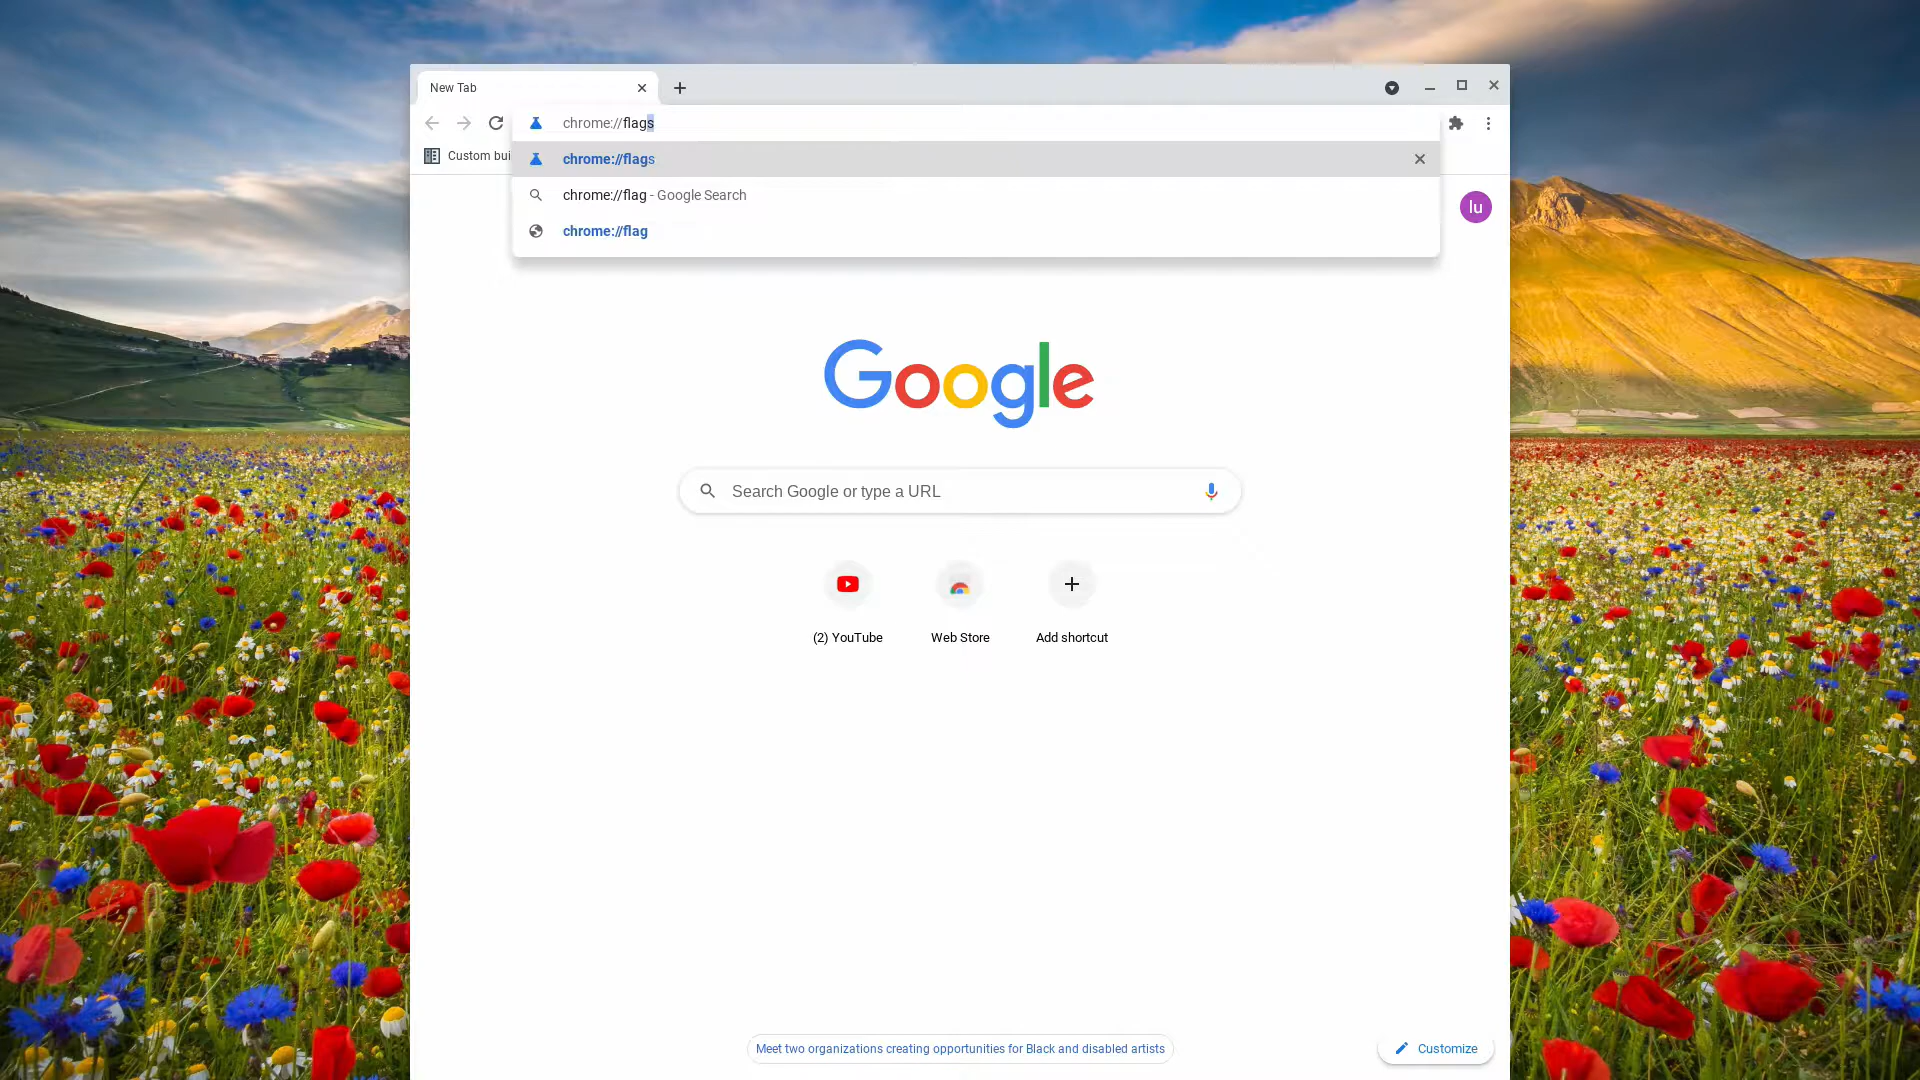 New Tab
chrome://flags
chrome://flags
Custom bui
chrome://flag - Google Search
lu
chrome://flag
Google
Search Google or type a URL
(2) YouTube
Web Store
Add shortcut
Meet two organizations creating opportunities for Black and disabled artists
Customize